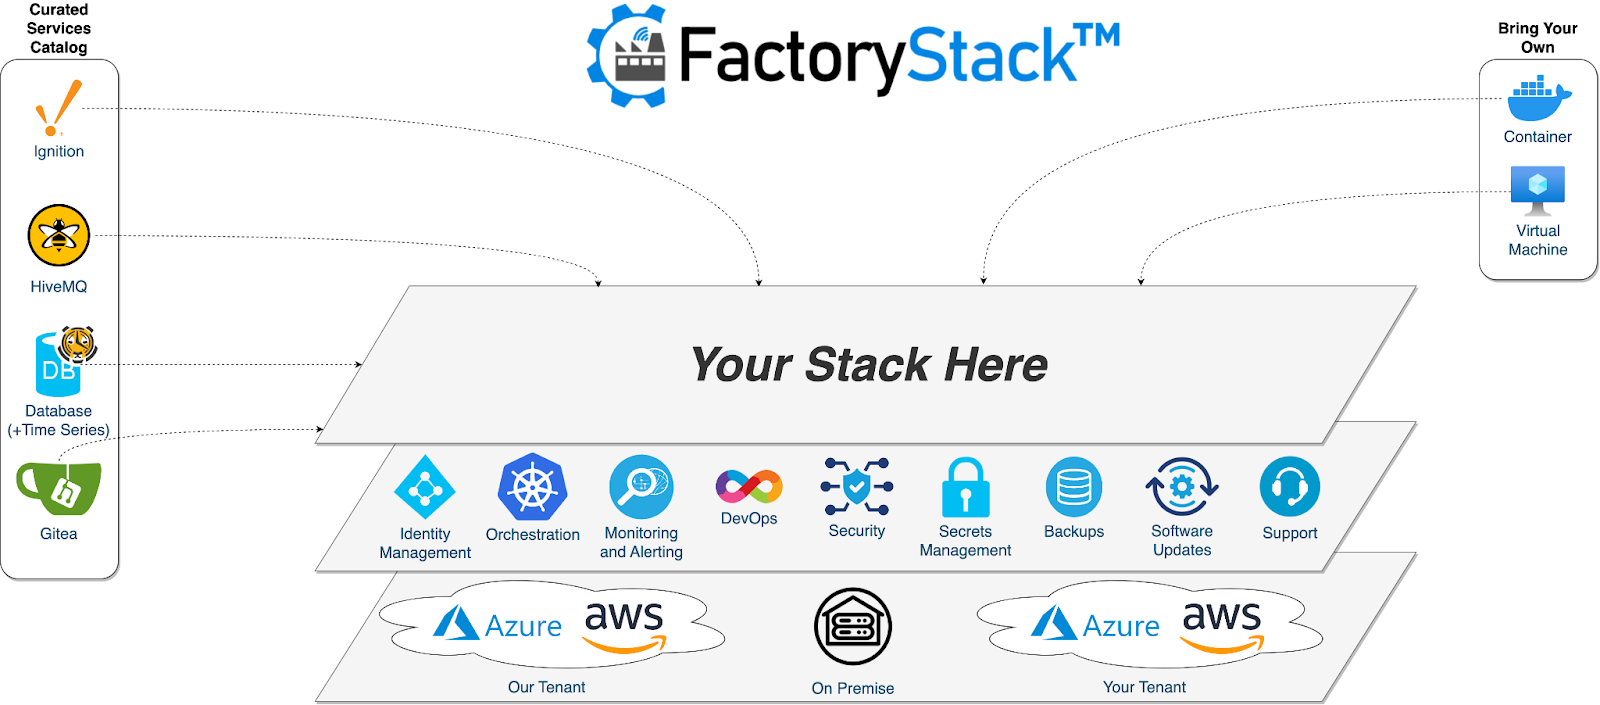 Curated
Services
Catalog
Ignition
HiveMQ
DB
Database
(+Time Series)
Gitea
FactoryStack™
Bring Your
Own
Container
Virtual
Machine
Your Stack Here
Identity
Management
Orchestration
Monitoring
and Alerting
DevOps
Security
Secrets
Management
Backups
Software
Updates
Support
Azure
aws
Our Tenant
On Premise
Azure
aws
Your Tenant